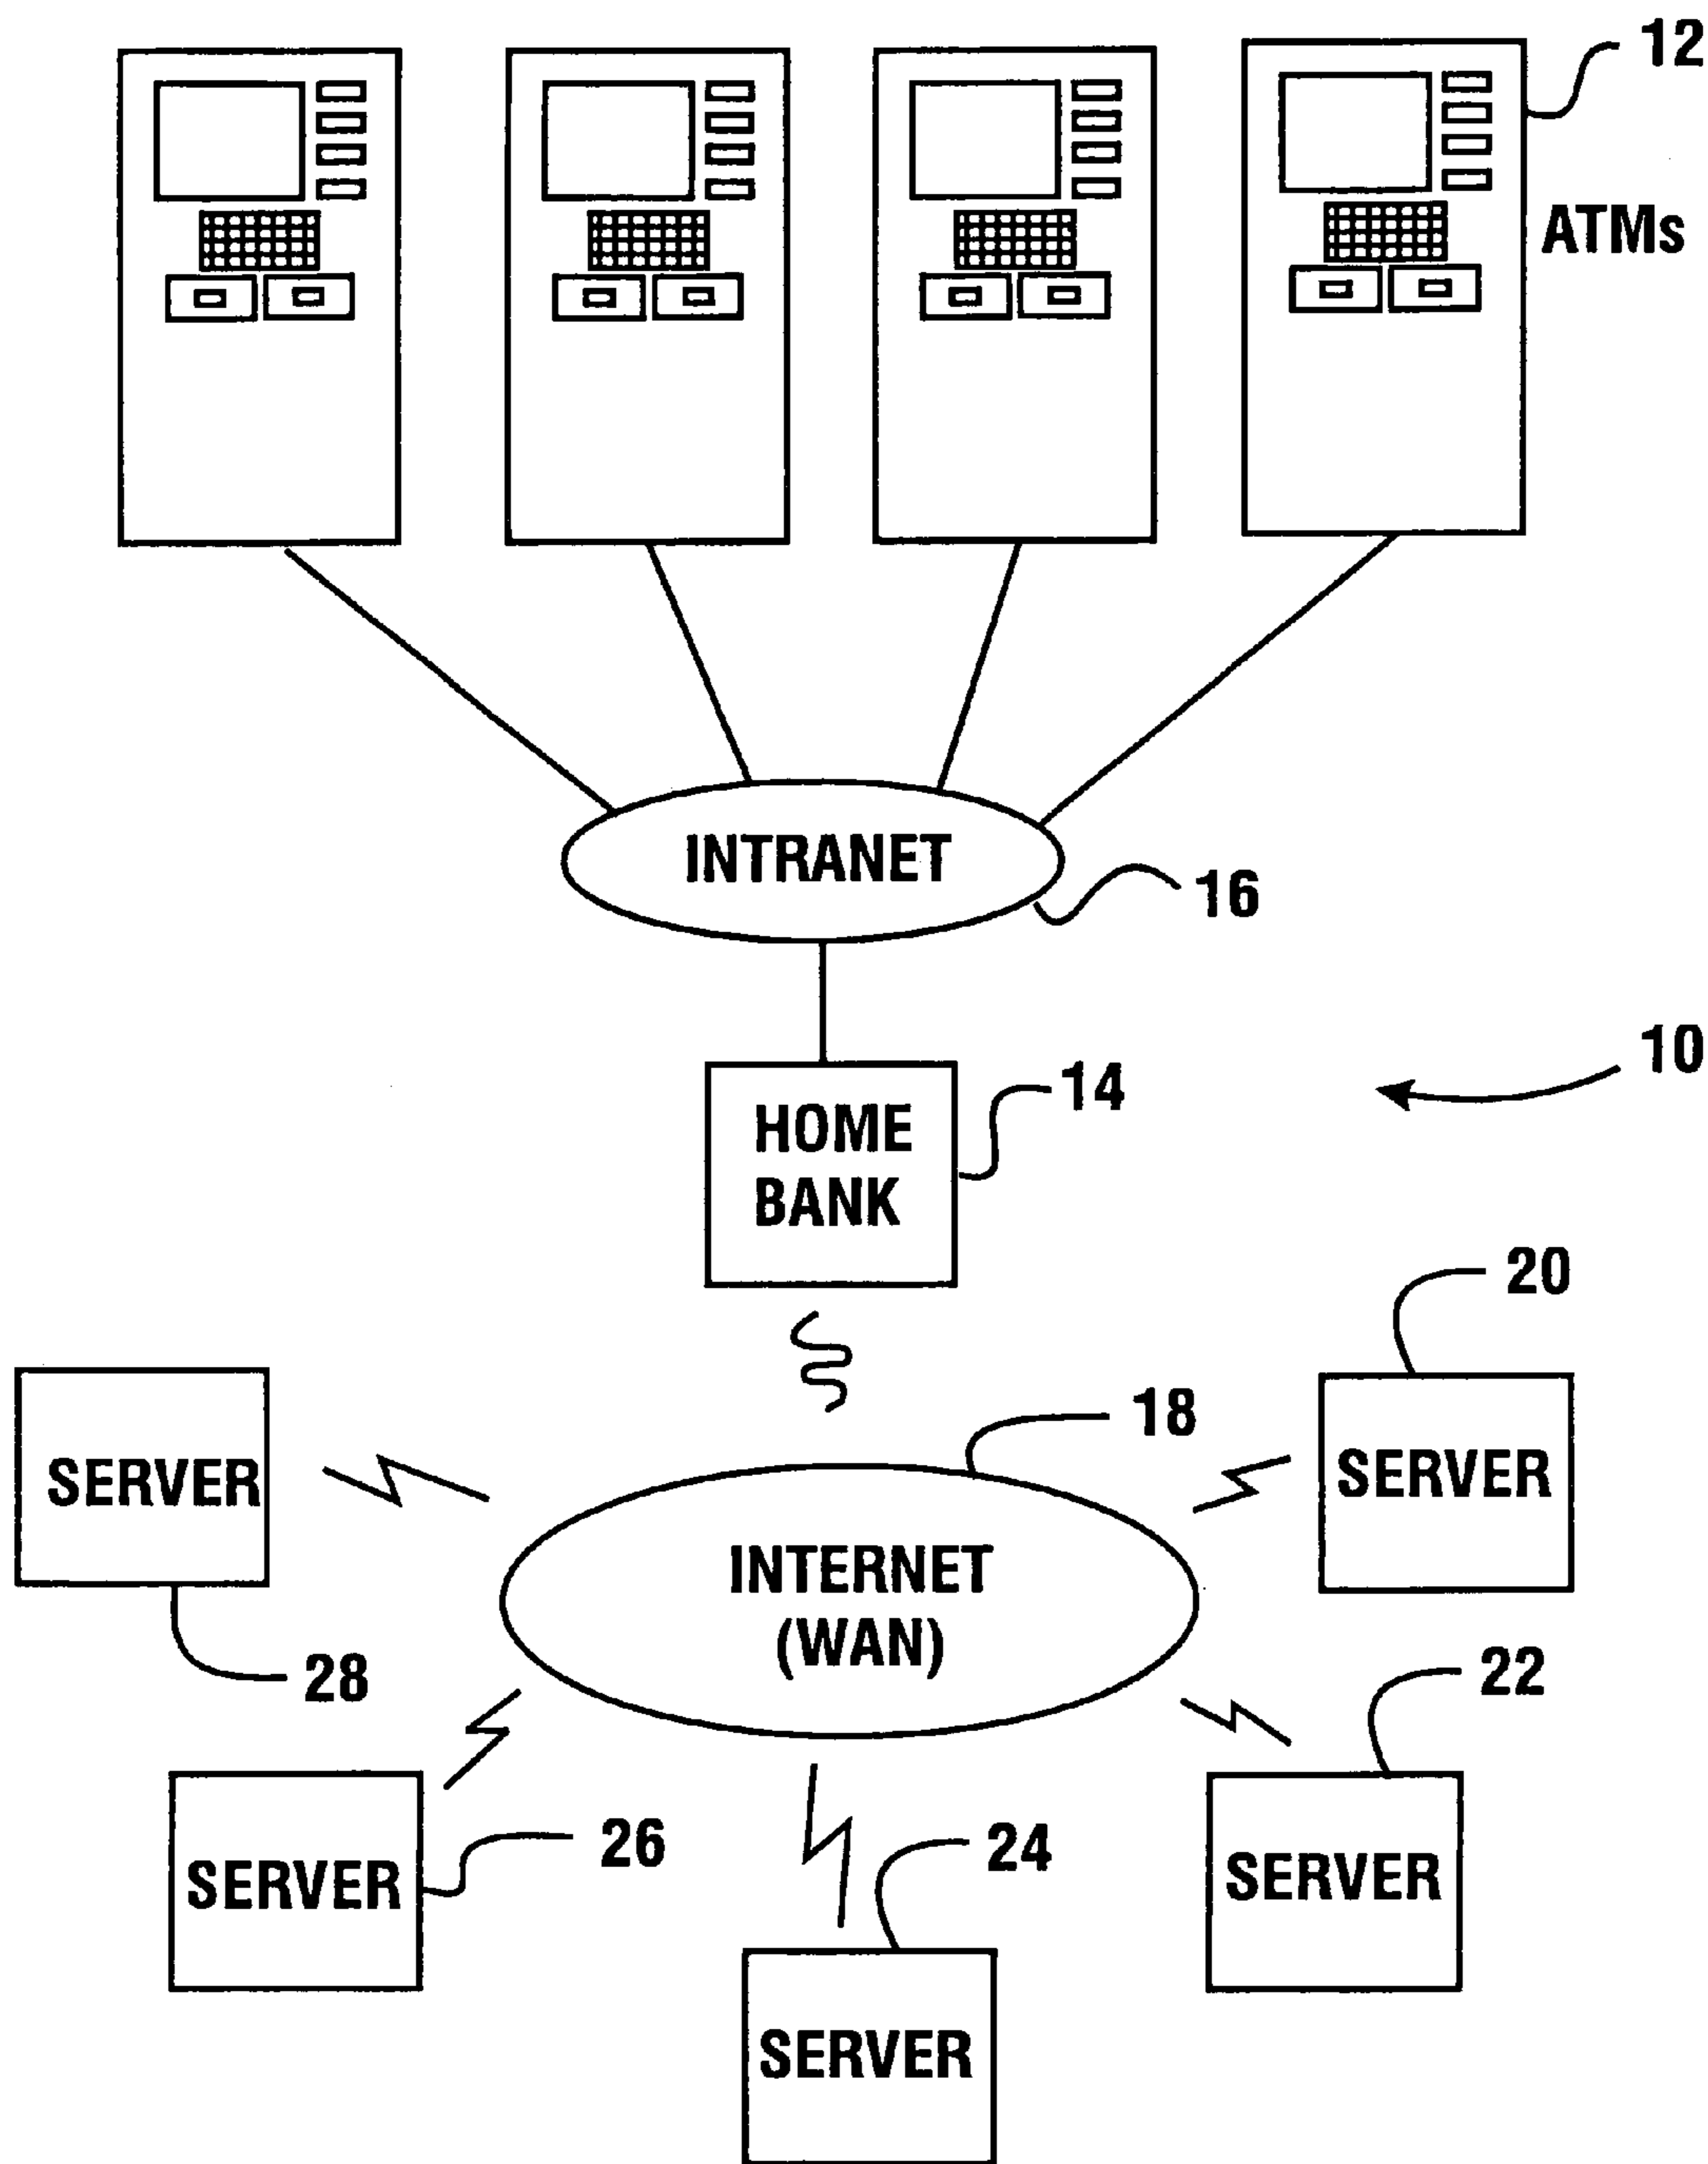 12
ATMs
INTRANET
16
10
14
HOME
BANK
20
18
SERVER
SERVER
INTERNET
(WAN)
28
22
26
24
SERVER
SERVER
SERVER